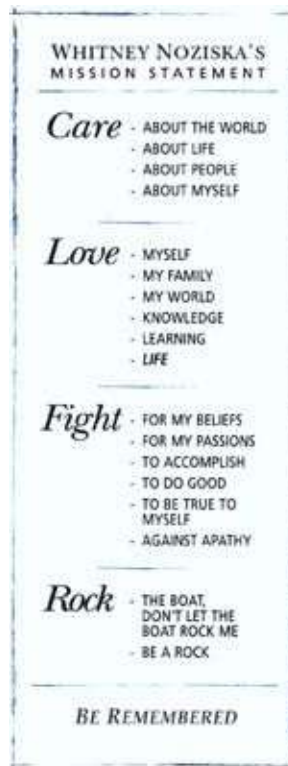 WHITNEY NOZISKA'S
MISSION STATEMENT
Care - ABOUT THE WORLD
- ABOUT LIFE
- ABOUT PEOPLE
- ABOUT MYSELF
Love - MYSELF
- MY FAMILY
- MY WORLD
- KNOWLEDGE
- LEARNING
- LIFE
Fight - FOR MY BELIEFS
- FOR MY PASSIONS
- TO ACCOMPLISH
- TO DO GOOD
- TO BE TRUE TO
MYSELF
- AGAINST APATHY
Rock - THE BOAT,
DON'T LET THE
BOAT ROCK ME
- BE A ROCK
BE REMEMBERED